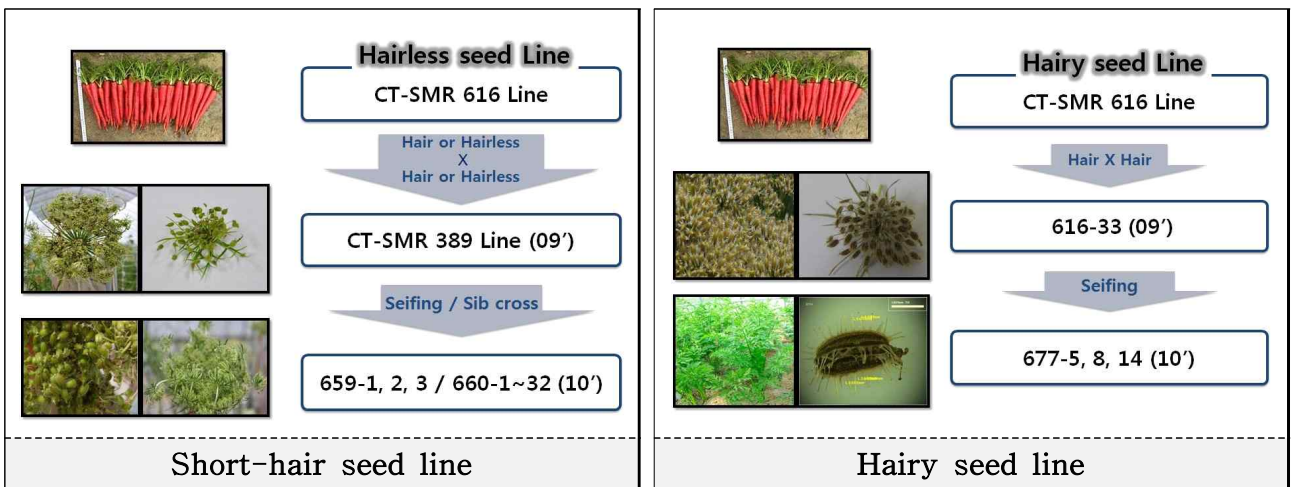 Hairless seed Line
CT-SMR 616 Line
Hair or Hairless
X
Hair or Hairless
CT-SMR 389 Line (09′)
Seifing / Sib cross
659-1, 2, 3 / 660-1~32 (10′)
Short-hair seed line
Hairy seed Line
CT-SMR 616 Line
Hair X Hair
616-33 (09′)
Seifing
677-5, 8, 14 (10′)
Hairy seed line